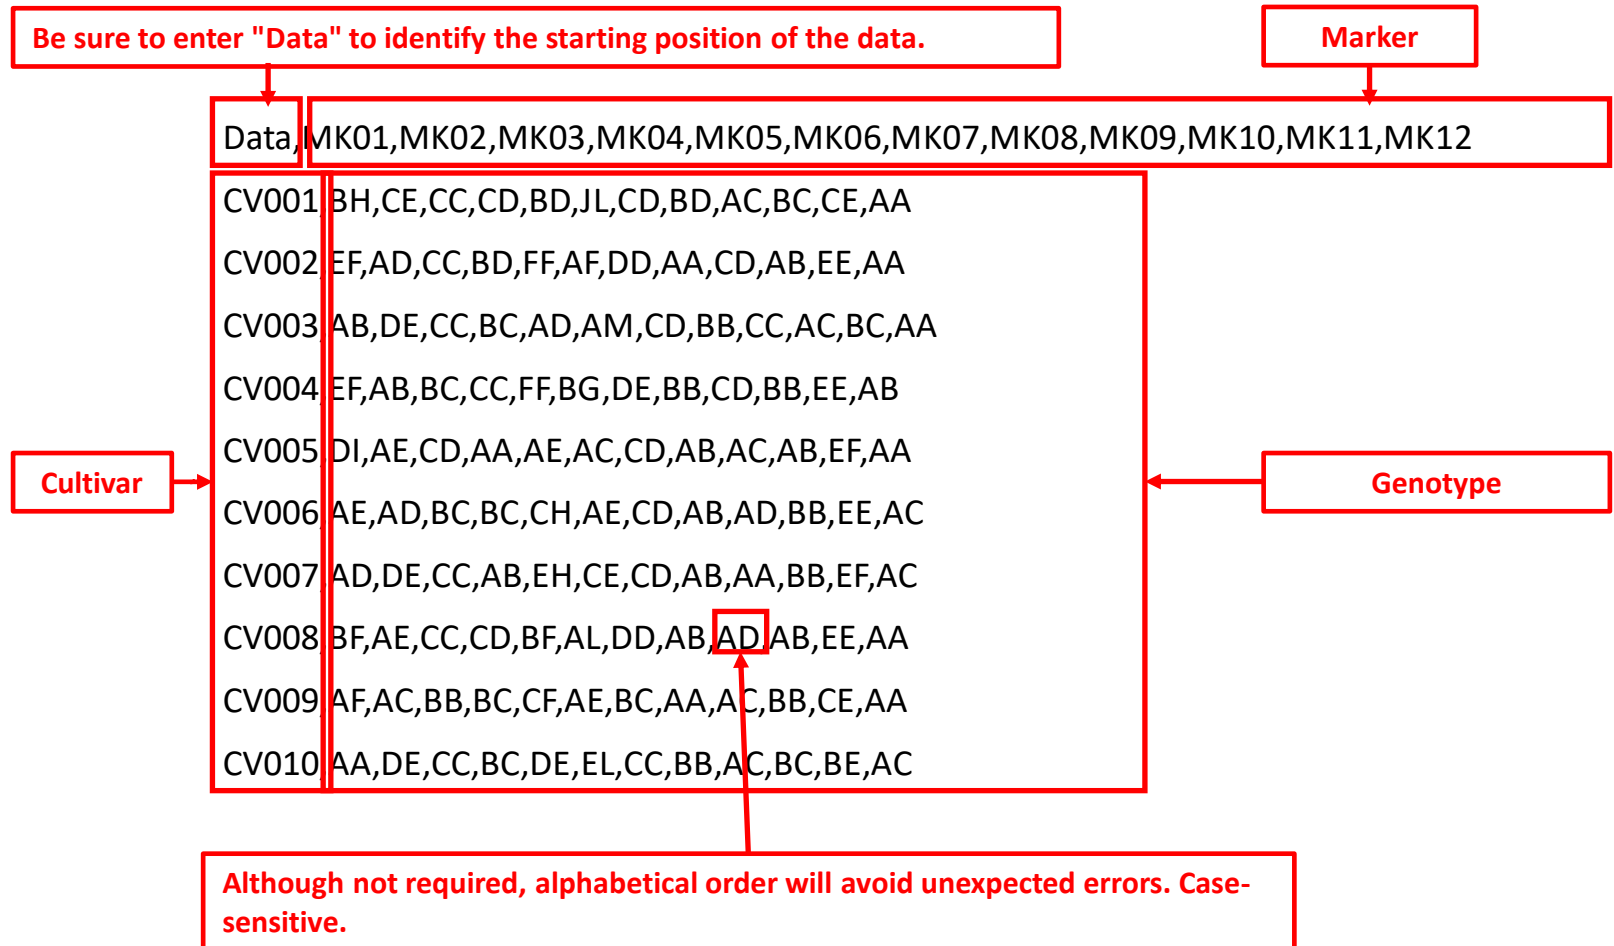 Be sure to enter "Data" to identify the starting position of the data.
Marker
Data,MK01,MK02,MK03,MK04,MK05,MK06,MK07,MK08,MK09,MK10,MK11,MK12
CV001,BH,CE,CC,CD,BD,JL,CD,BD,AC,BC,CE,AA
CV002,EF,AD,CC,BD,FF,AF,DD,AA,CD,AB,EE,AA
CV003,AB,DE,CC,BC,AD,AM,CD,BB,CC,AC,BC,AA
CV004,EF,AB,BC,CC,FF,BG,DE,BB,CD,BB,EE,AB
CV005,DI,AE,CD,AA,AE,AC,CD,AB,AC,AB,EF,AA
Cultivar
Genotype
CV006,AE,AD,BC,BC,CH,AE,CD,AB,AD,BB,EE,AC
CV007,AD,DE,CC,AB,EH,CE,CD,AB,AA,BB,EF,AC
CV008,BF,AE,CC,CD,BF,AL,DD,AB,AD,AB,EE,AA
CV009,AF,AC,BB,BC,CF,AE,BC,AA,AC,BB,CE,AA
CV010,AA,DE,CC,BC,DE,EL,CC,BB,AC,BC,BE,AC
Although not required, alphabetical order will avoid unexpected errors. Case-
sensitive.